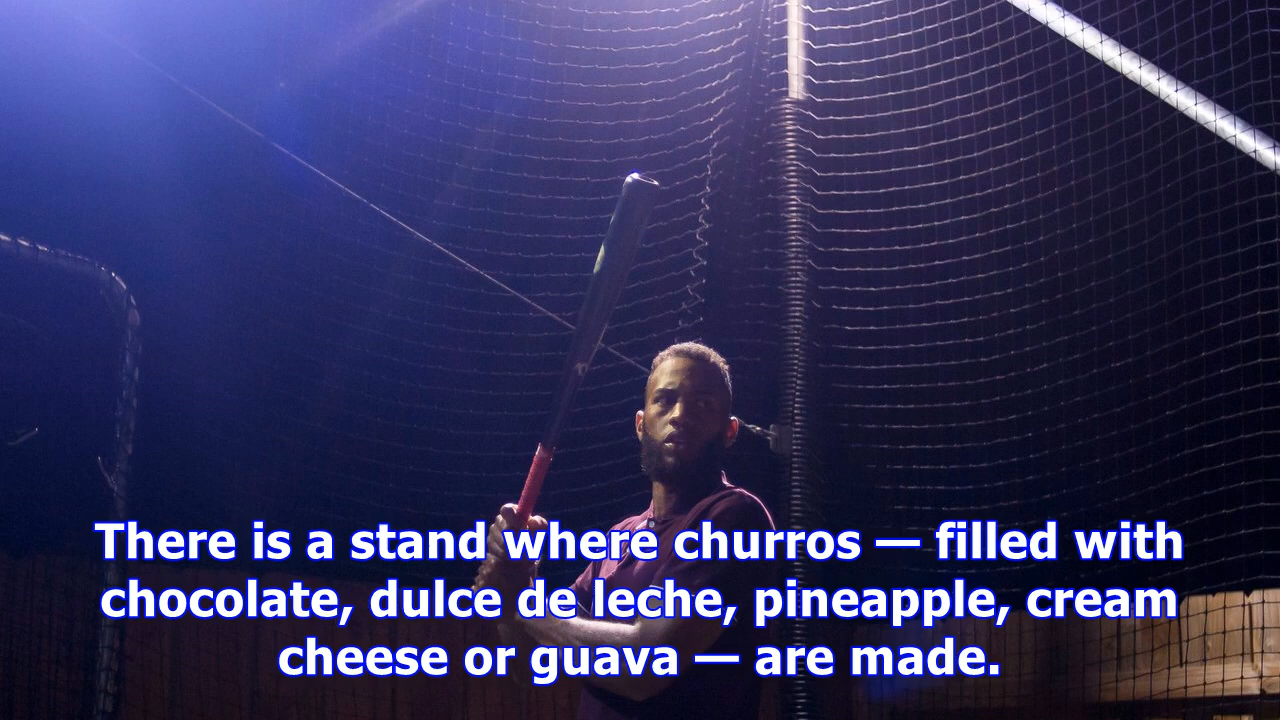 There is a stand where churros — filled with
chocolate, dulce de leche, pineapple, cream
cheese or guava — are made.